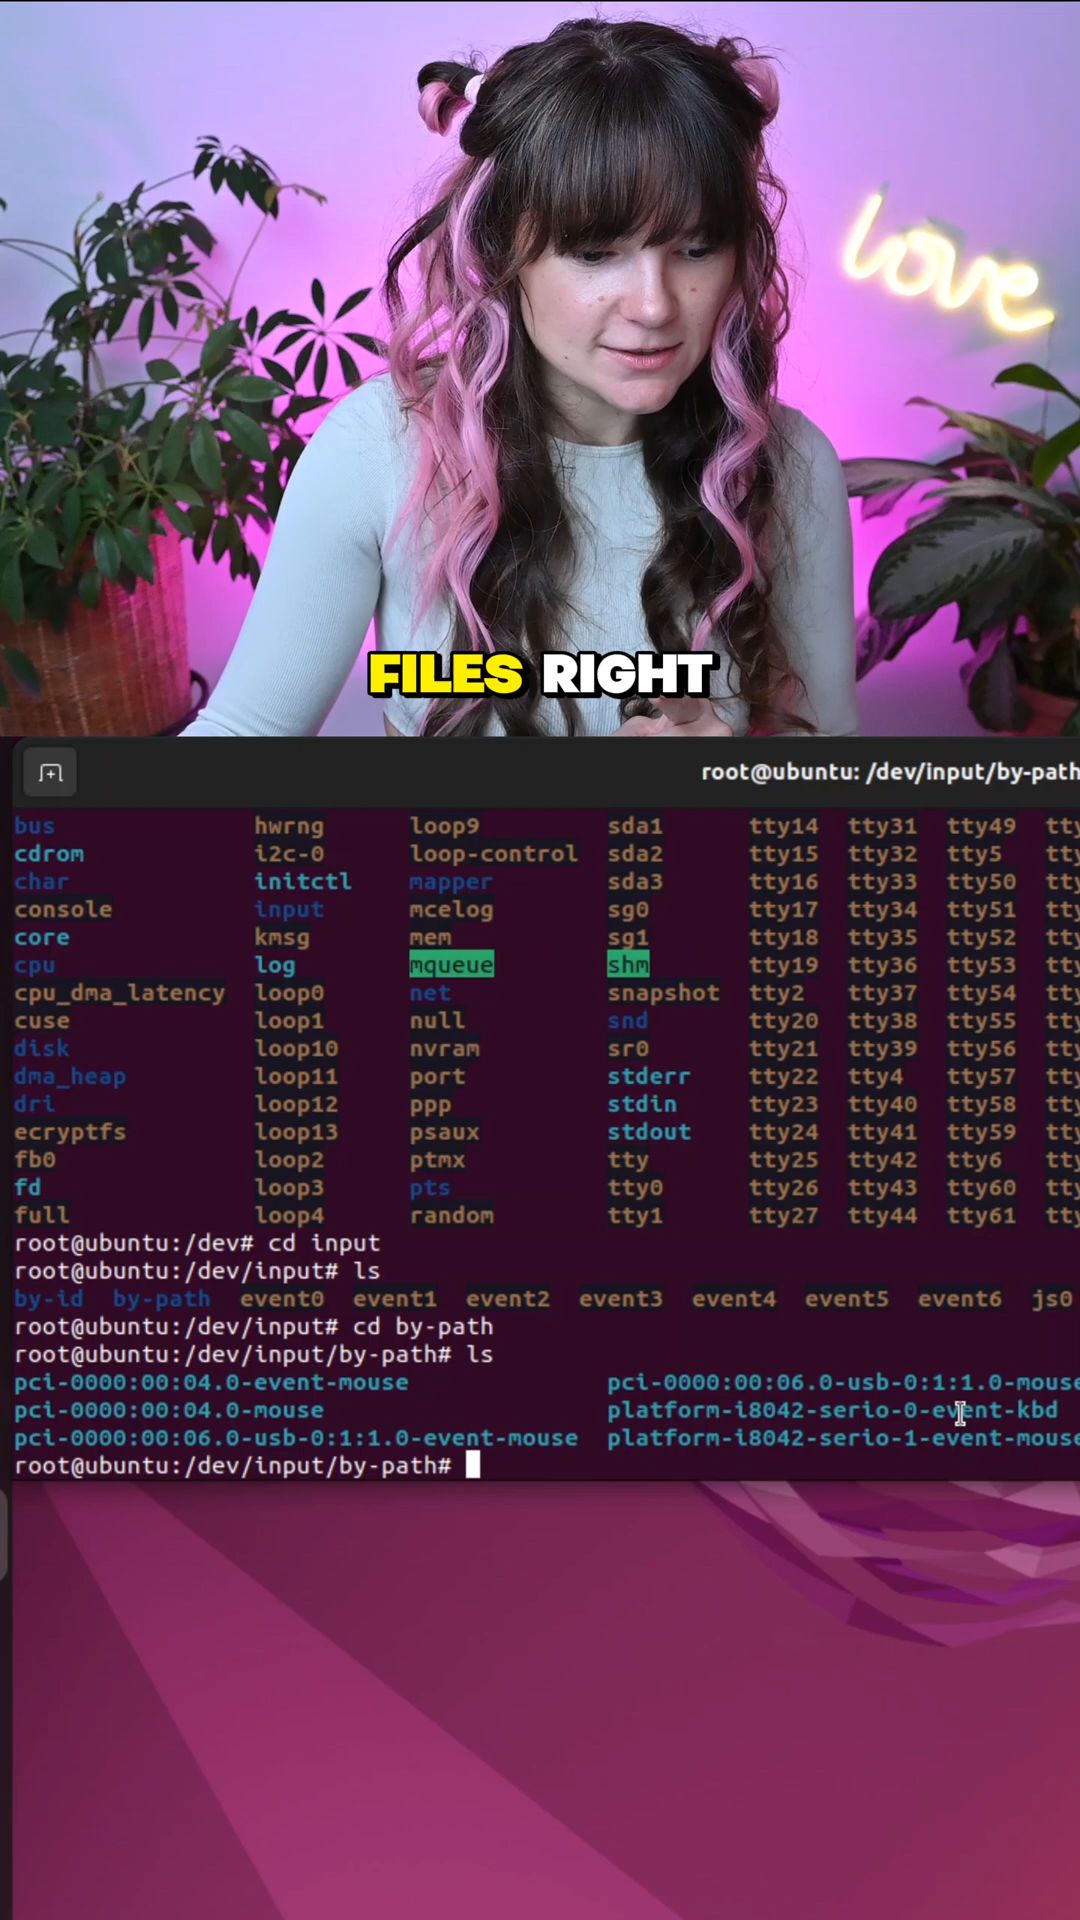 love
FILES RIGHT
root@ubuntu: /dev/input/by-path
bus hwrng loop9 sda1 tty14 tty31 tty49
cdrom i2c-0 loop-control sda2 tty15 tty32 tty5
char initctl mapper sda3 tty16 tty33 tty50
console input mcelog sg0 tty17 tty34 tty51
core kmsg mem sg1 tty18 tty35 tty52
cpu log mqueue shm tty19 tty36 tty53
cpu_dma_latency loop0 net snapshot tty2 tty37 tty54
cuse loop1 null snd tty20 tty38 tty55
disk loop10 nvram sr0 tty21 tty39 tty56
dma_heap loop11 port stderr tty22 tty4 tty57
dri loop12 ppp stdin tty23 tty40 tty58
ecryptfs loop13 psaux stdout tty24 tty41 tty59
fb0 loop2 ptmx tty tty25 tty42 tty6
fd loop3 pts tty0 tty26 tty43 tty60
full loop4 random tty1 tty27 tty44 tty61
root@ubuntu:/dev# cd input
root@ubuntu:/dev/input# ls
by-id by-path event0 event1 event2 event3 event4 event5 event6 js0
root@ubuntu:/dev/input# cd by-path
root@ubuntu:/dev/input/by-path# ls
pci-0000:00:04.0-event-mouse pci-0000:00:06.0-usb-0:1:1.0-mouse
pci-0000:00:04.0-mouse platform-i8042-serio-0-event-kbd
pci-0000:00:06.0-usb-0:1:1.0-event-mouse platform-i8042-serio-1-event-mouse
root@ubuntu:/dev/input/by-path#